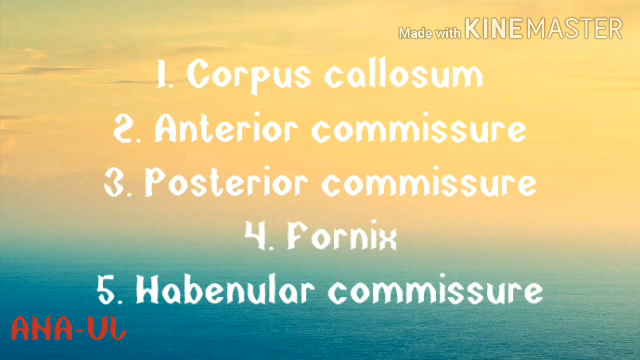 Made with KINEMASTER
1. Corpus callosum
2. Anterior commissure
3. Posterior commissure
4. Fornix
5. Habenular commissure
ANA-UL